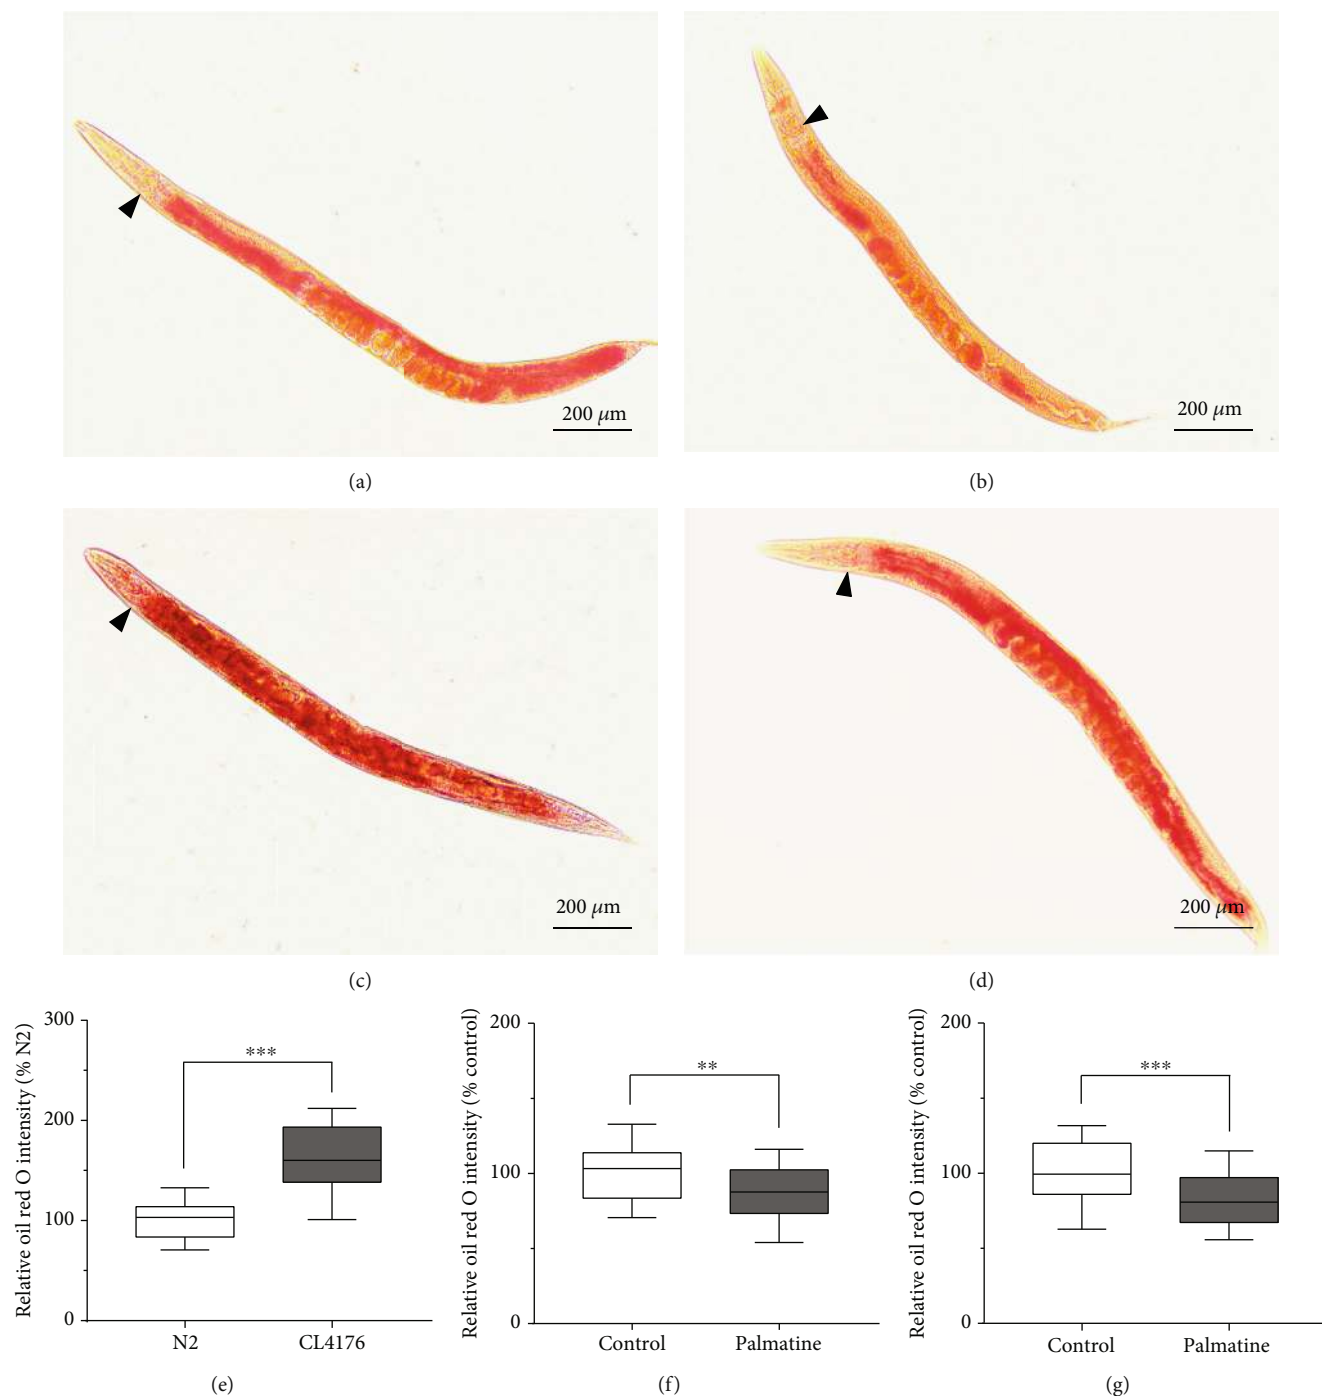 200 μm
200 μm
(a)
(b)
200 μm
200 μm
(c)
(d)
Relative oil red O intensity (% N2)
300
200
100
0
***
N2
CL4176
(e)
Relative oil red O intensity (% control)
200
100
0
**
Control
Palmatine
(f)
Relative oil red O intensity (% control)
200
100
0
***
Control
Palmatine
(g)